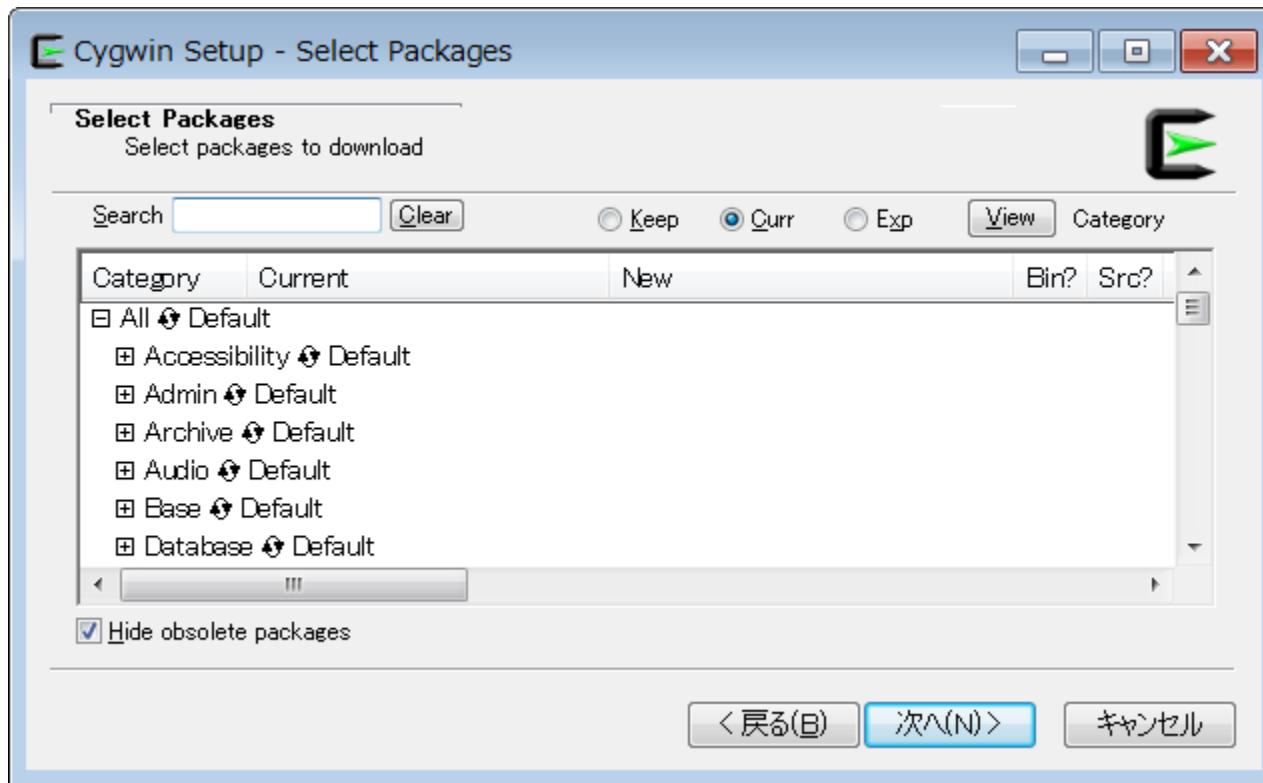 Cygwin Setup - Select Packages
Select Packages
Select packages to download
Search Clear Keep Curr Exp View Category
Category Current New Bin? Src?
All Default
Accessibility Default
Admin Default
Archive Default
Audio Default
Base Default
Database Default
Hide obsolete packages
< 戻る(B) 次へ(N) > キャンセル